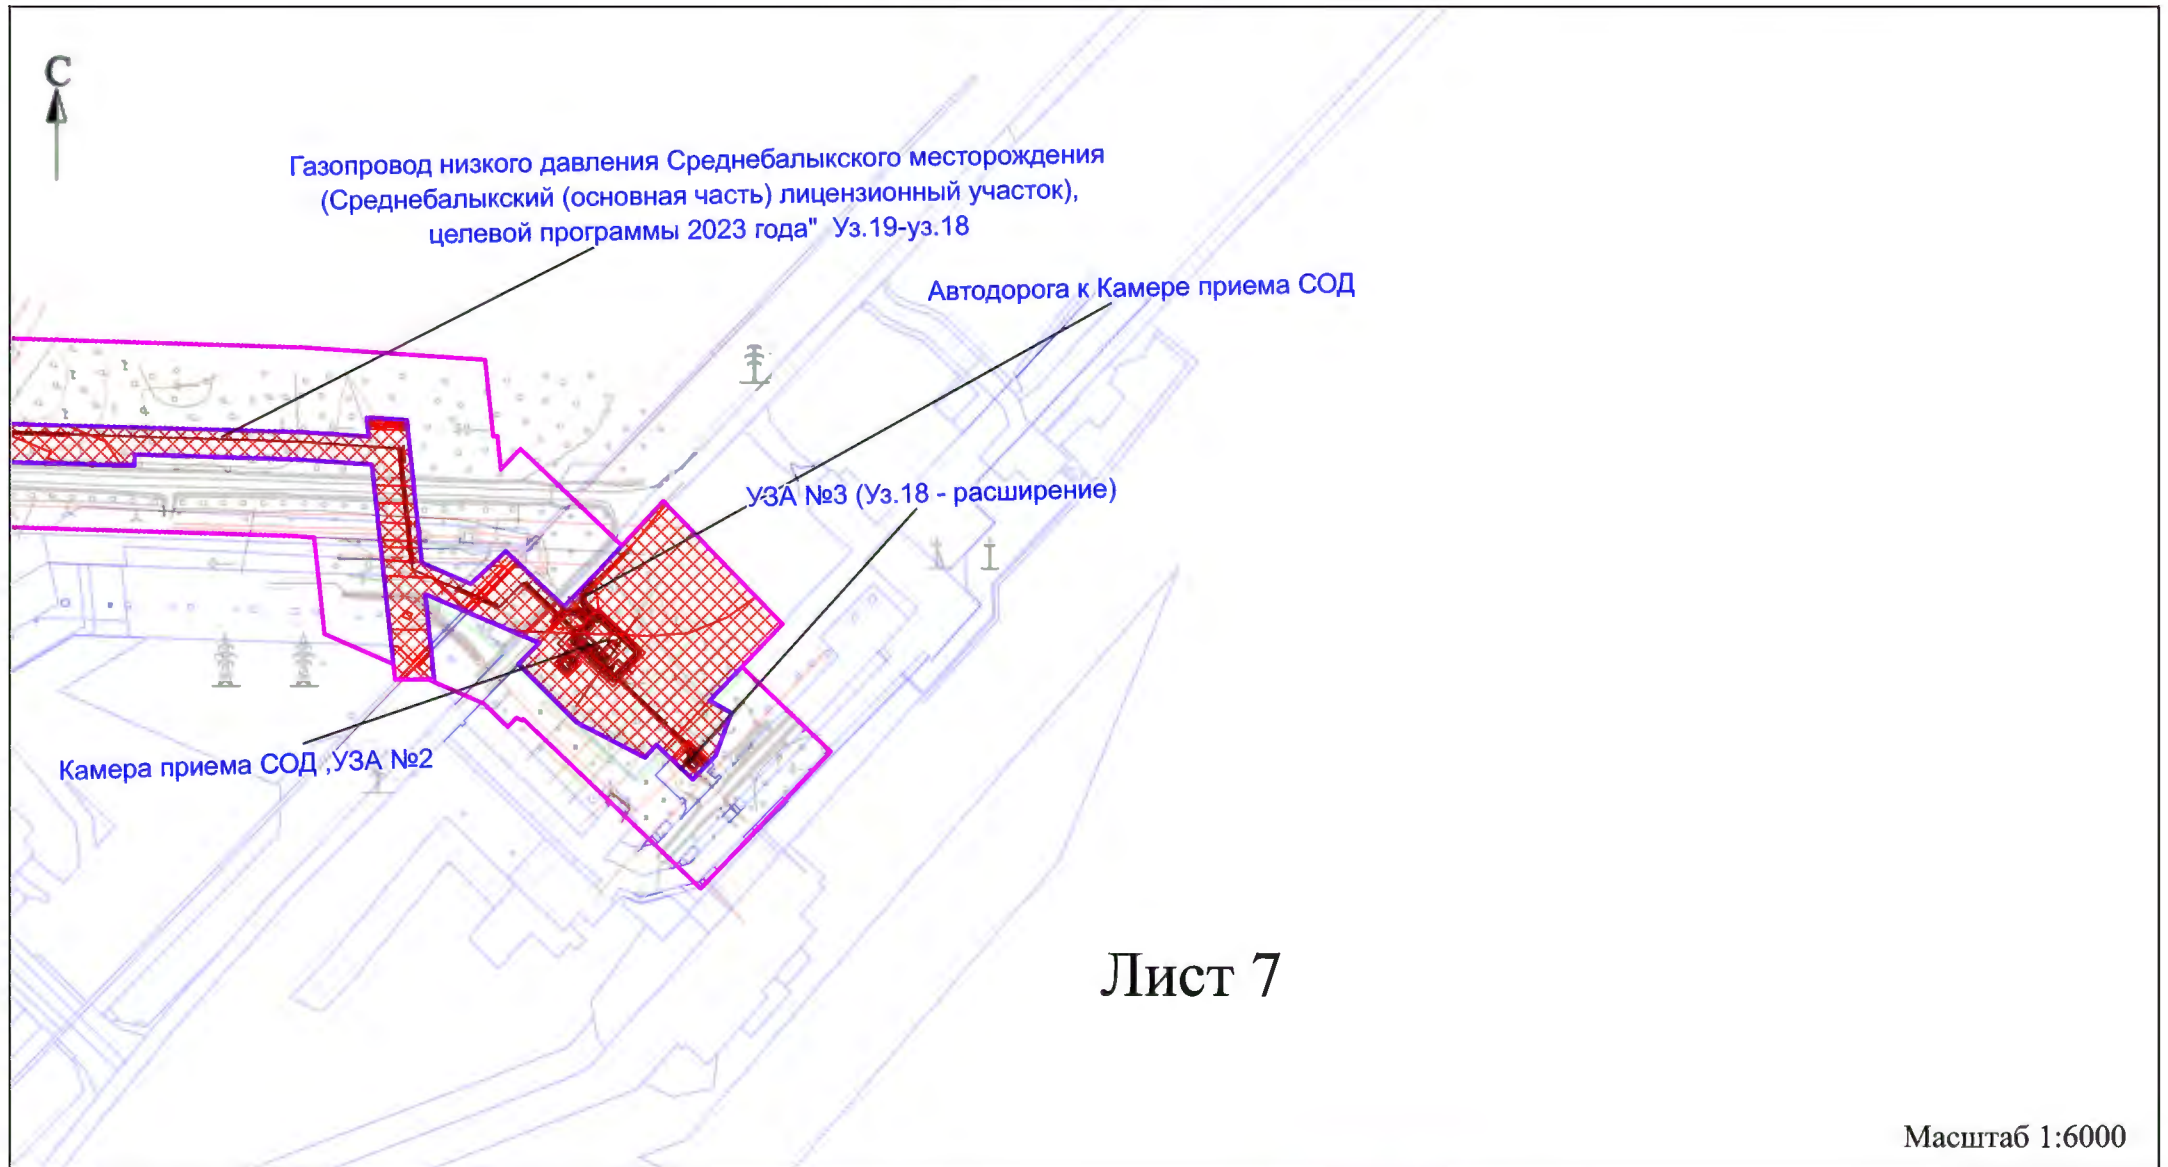 С
Газопровод низкого давления Среднебалыкского месторождения
(Среднебалыкский (основная часть) лицензионный участок),
целевой программы 2023 года" Уз.19-уз.18
Автодорога к Камере приема СОД
УЗА №3 (Уз.18 - расширение)
Камера приема СОД ,УЗА №2
Лист 7
Масштаб 1:6000